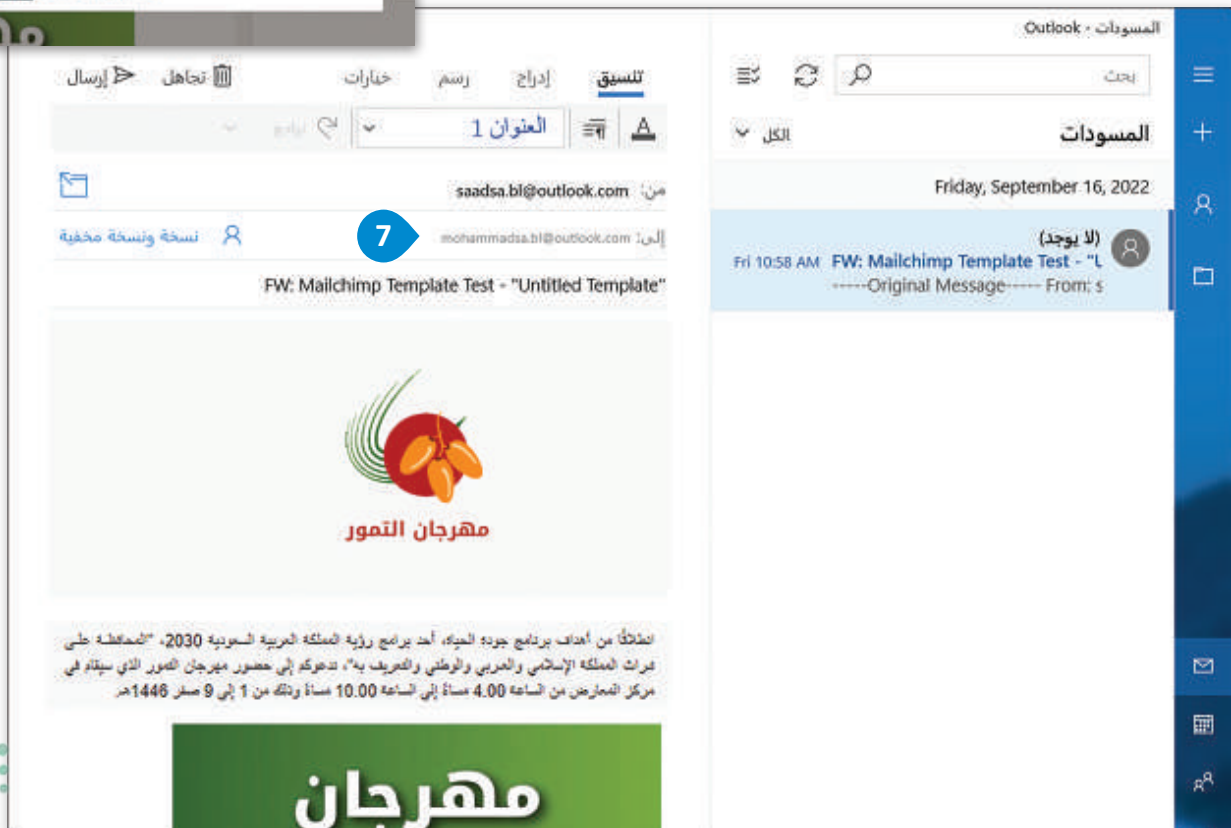 المسودات - Outlook
بحث
المسودات
الكل
Friday, September 16, 2022
(لا يوجد)
FW: Mailchimp Template Test - "U
Fri 10:58 AM
-----Original Message----- From: s
تنسيق إدراج رسم خيارات تجاهل إرسال
A العنوان 1 تراجع
من: saadsa.bl@outlook.com
إلى: mohammadsa.bl@outlook.com
7
نسخة ونسخة مخفية
FW: Mailchimp Template Test - "Untitled Template"
مهرجان التمور
انطلاقًا من أهداف برنامج جودة الحياة، أحد برامج رؤية المملكة العربية السعودية 2030، "المحافظة على
تراث المملكة الإسلامي والعربي والوطني والتعريف به"، ندعوكم إلى حضور مهرجان التمور الذي سيقام في
مركز المعارض من الساعة 4.00 مساءً إلى الساعة 10.00 مساءً وذلك من 1 إلى 9 صفر 1446هـ
مهرجان